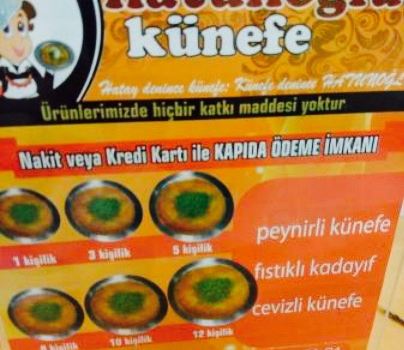 künefe
Hatay denince künefe; Künefe denince
Ürünlerimizde hiçbir katkı maddesi yoktur
Nakit veya Kredi Kartı ile KAPIDA ÖDEME İMKANI
1 kişilik 3 kişilik 5 kişilik
peynirli künefe
fıstıklı kadayıf
cevizli künefe
kişilik 10 kişilik 12 kişilik